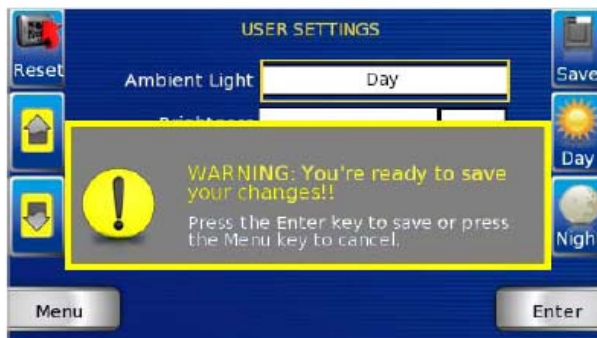 USER SETTINGS
Reset
Ambient Light
Day
Save
WARNING: You're ready to save
your changes!!
Press the Enter key to save or press
the Menu key to cancel.
Day
Nigh
Menu
Enter